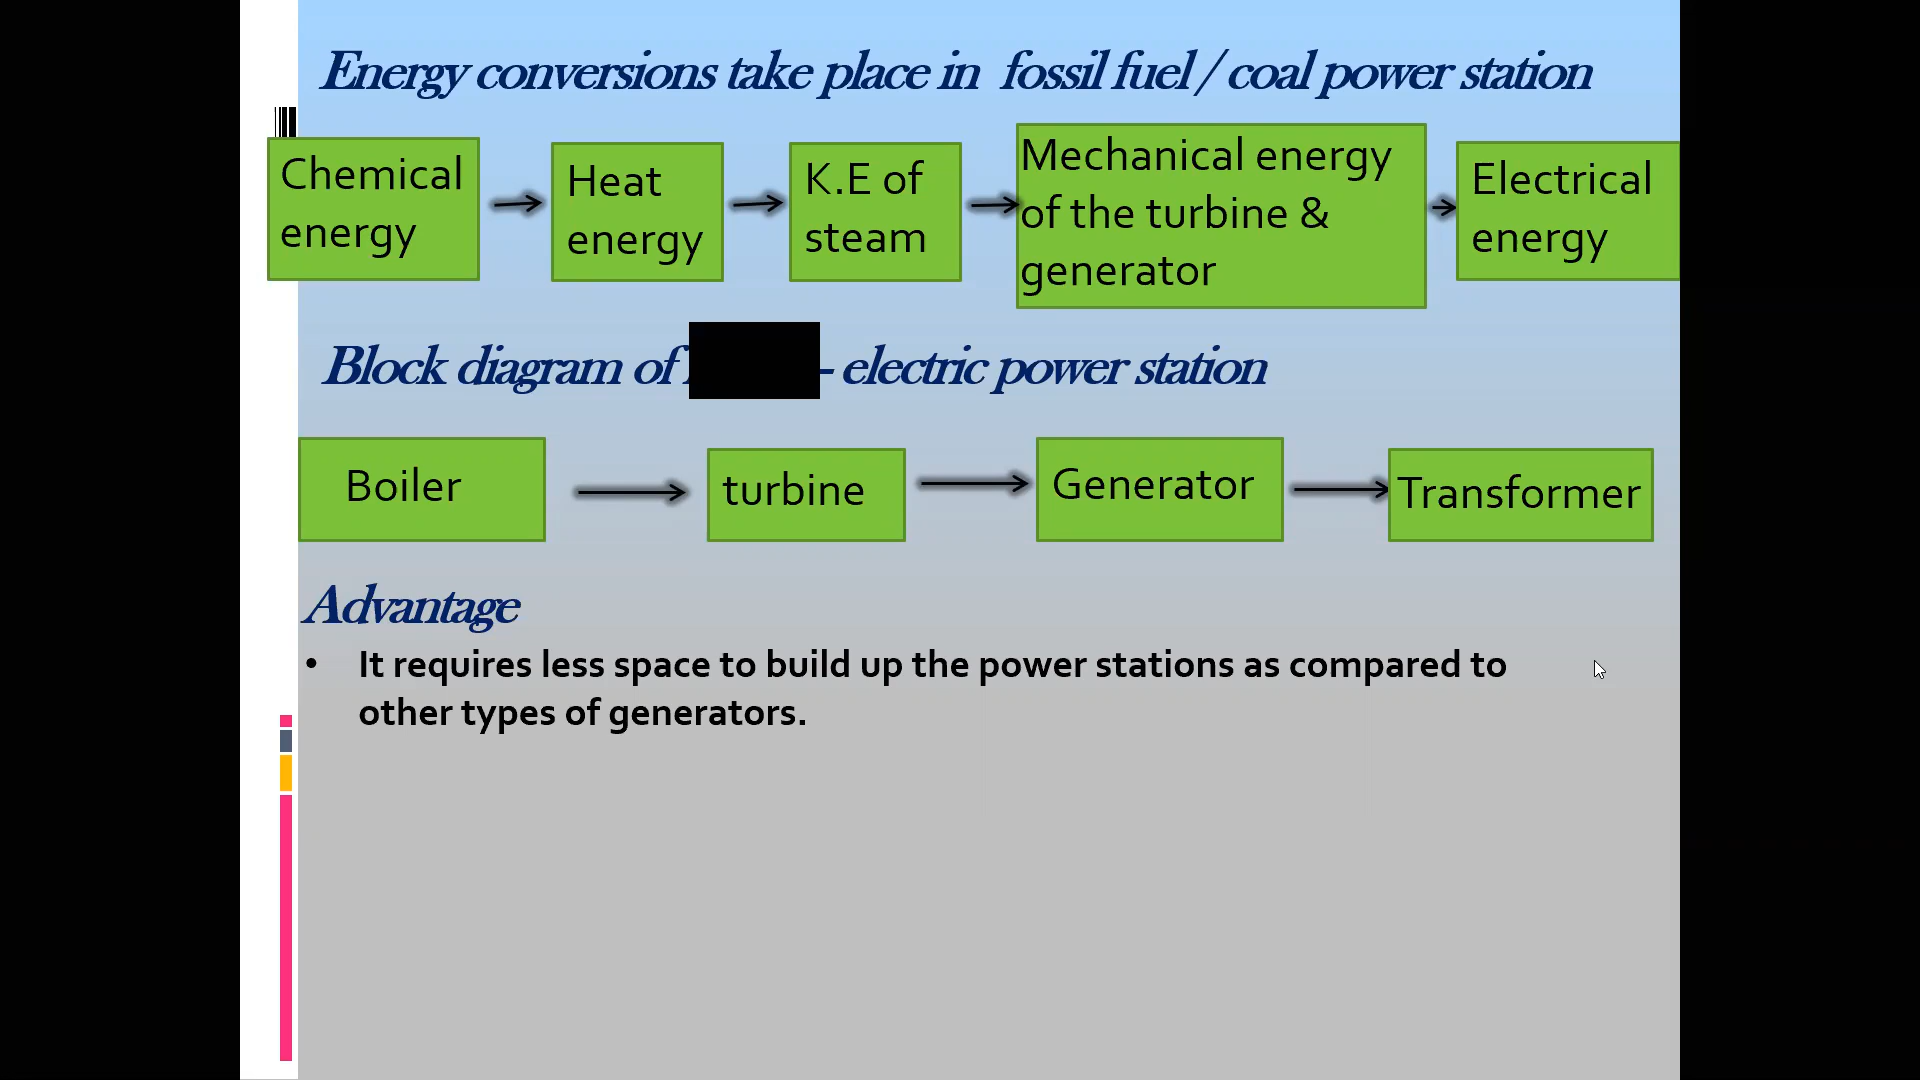 Energy conversions take place in fossil fuel / coal power station
Chemical
energy
Heat
energy
K.E of
steam
Mechanical energy
of the turbine &
generator
Electrical
energy
Block diagram of - electric power station
Boiler
turbine
Generator
Transformer
Advantage
• It requires less space to build up the power stations as compared to
other types of generators.